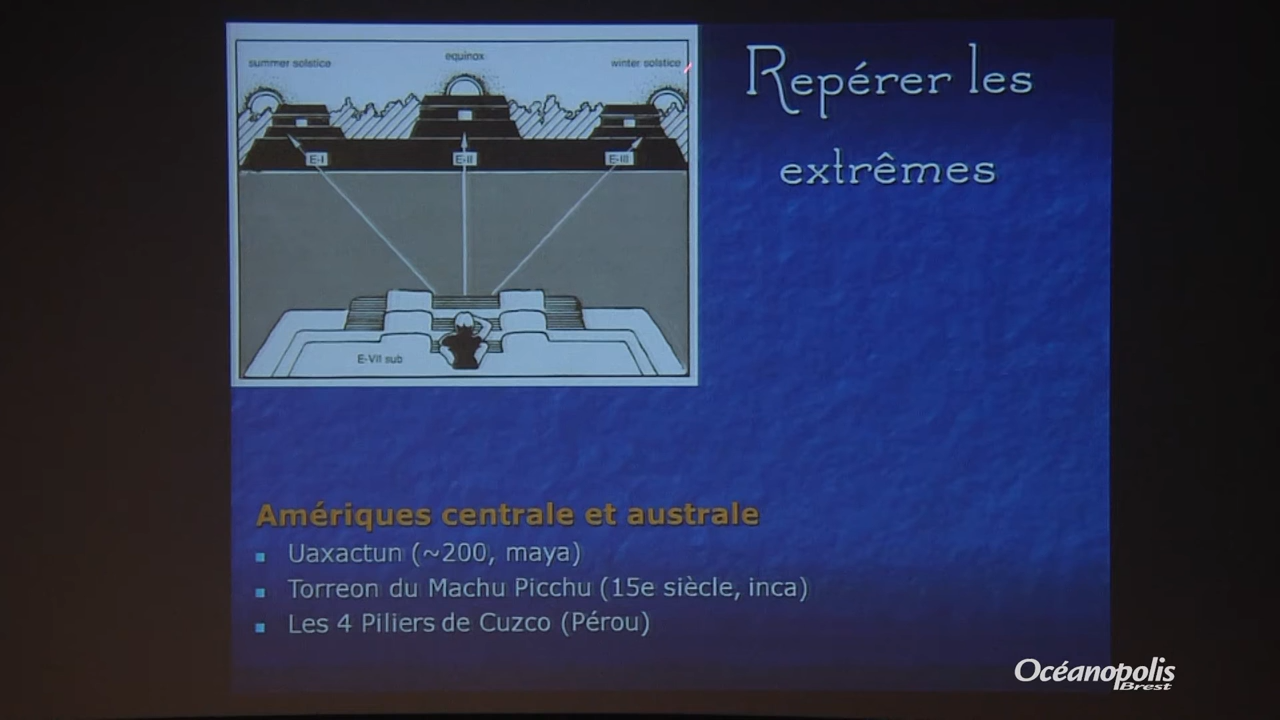 summer solstice
equinox
winter solstice
E-I
E-II
E-III
E-VII sub
Repérer les
extrêmes
Amériques centrale et australe
Uaxactun (~200, maya)
Torreon du Machu Picchu (15e siècle, inca)
Les 4 Piliers de Cuzco (Pérou)
Océanopolis
Brest